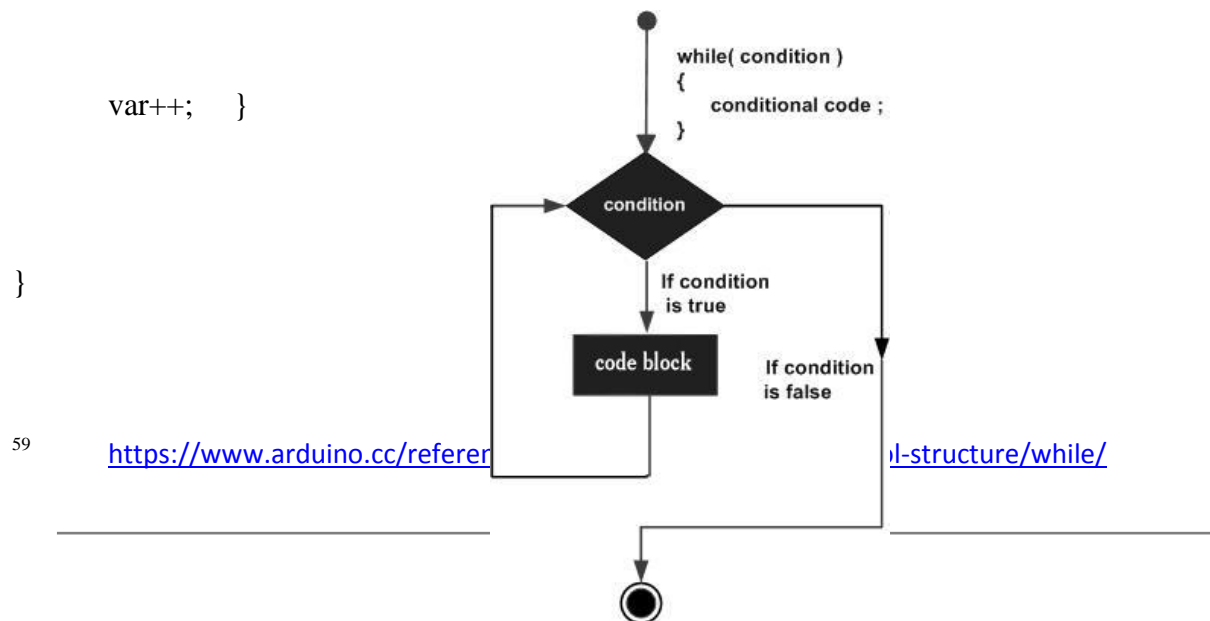 while( condition )
{
conditional code ;
}
var++; }
condition
}
If condition
is true
code block
If condition
is false
59 https://www.arduino.cc/refere l-structure/while/